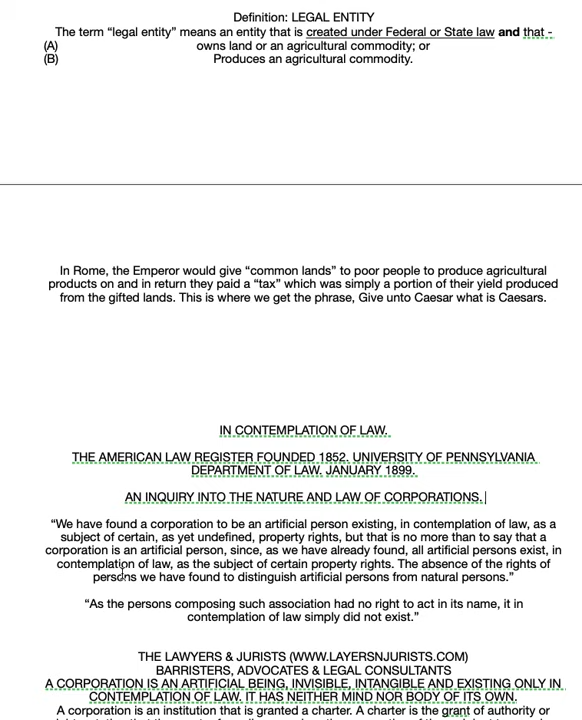 Definition: LEGAL ENTITY
The term “legal entity” means an entity that is created under Federal or State law and that -
(A) owns land or an agricultural commodity; or
(B) Produces an agricultural commodity.
In Rome, the Emperor would give “common lands” to poor people to produce agricultural
products on and in return they paid a “tax” which was simply a portion of their yield produced
from the gifted lands. This is where we get the phrase, Give unto Caesar what is Caesars.
IN CONTEMPLATION OF LAW.
THE AMERICAN LAW REGISTER FOUNDED 1852. UNIVERSITY OF PENNSYLVANIA
DEPARTMENT OF LAW. JANUARY 1899.
AN INQUIRY INTO THE NATURE AND LAW OF CORPORATIONS.
“We have found a corporation to be an artificial person existing, in contemplation of law, as a
subject of certain, as yet undefined, property rights, but that is no more than to say that a
corporation is an artificial person, since, as we have already found, all artificial persons exist, in
contemplation of law, as the subject of certain property rights. The absence of the rights of
persons we have found to distinguish artificial persons from natural persons.”
“As the persons composing such association had no right to act in its name, it in
contemplation of law simply did not exist.”
THE LAWYERS & JURISTS (WWW.LAYERSNJURISTS.COM)
BARRISTERS, ADVOCATES & LEGAL CONSULTANTS
A CORPORATION IS AN ARTIFICIAL BEING, INVISIBLE, INTANGIBLE AND EXISTING ONLY IN
CONTEMPLATION OF LAW. IT HAS NEITHER MIND NOR BODY OF ITS OWN.
A corporation is an institution that is granted a charter. A charter is the grant of authority or